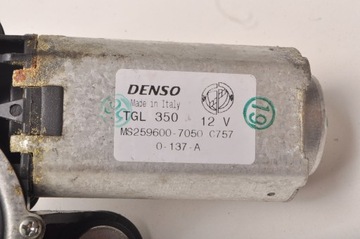 DENSO
Made in Italy
TGL 350 12 V
MS259600-7050 C757
0-137-A
19